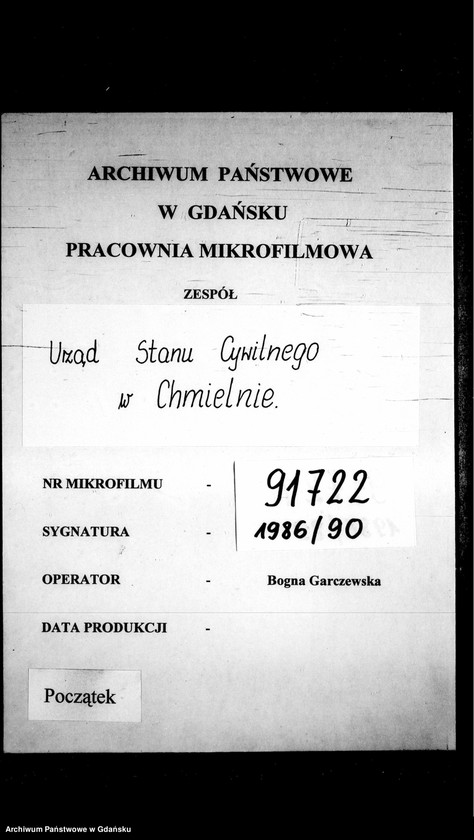 ARCHIWUM PAŃSTWOWE
W GDAŃSKU
PRACOWNIA MIKROFILMOWA
ZESPÓŁ
Urząd Stanu Cywilnego
w Chmielnie.
NR MIKROFILMU - 91722
SYGNATURA - 1986/90
OPERATOR - Bogna Garczewska
DATA PRODUKCJI -
Początek
Archiwum Państwowe w Gdańsku